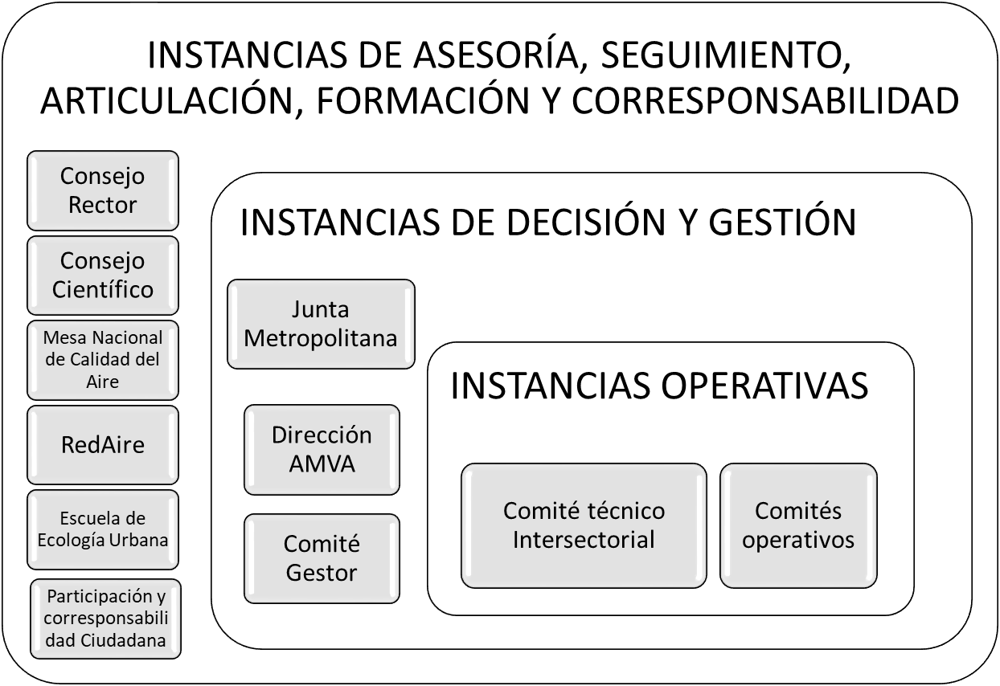 INSTANCIAS DE ASESORÍA, SEGUIMIENTO,
ARTICULACIÓN, FORMACIÓN Y CORRESPONSABILIDAD
Consejo
Rector
Consejo
Científico
Mesa Nacional
de Calidad del
Aire
RedAire
Escuela de
Ecología Urbana
Participación y
corresponsabili
dad Ciudadana
INSTANCIAS DE DECISIÓN Y GESTIÓN
Junta
Metropolitana
Dirección
AMVA
Comité
Gestor
INSTANCIAS OPERATIVAS
Comité técnico
Intersectorial
Comités
operativos